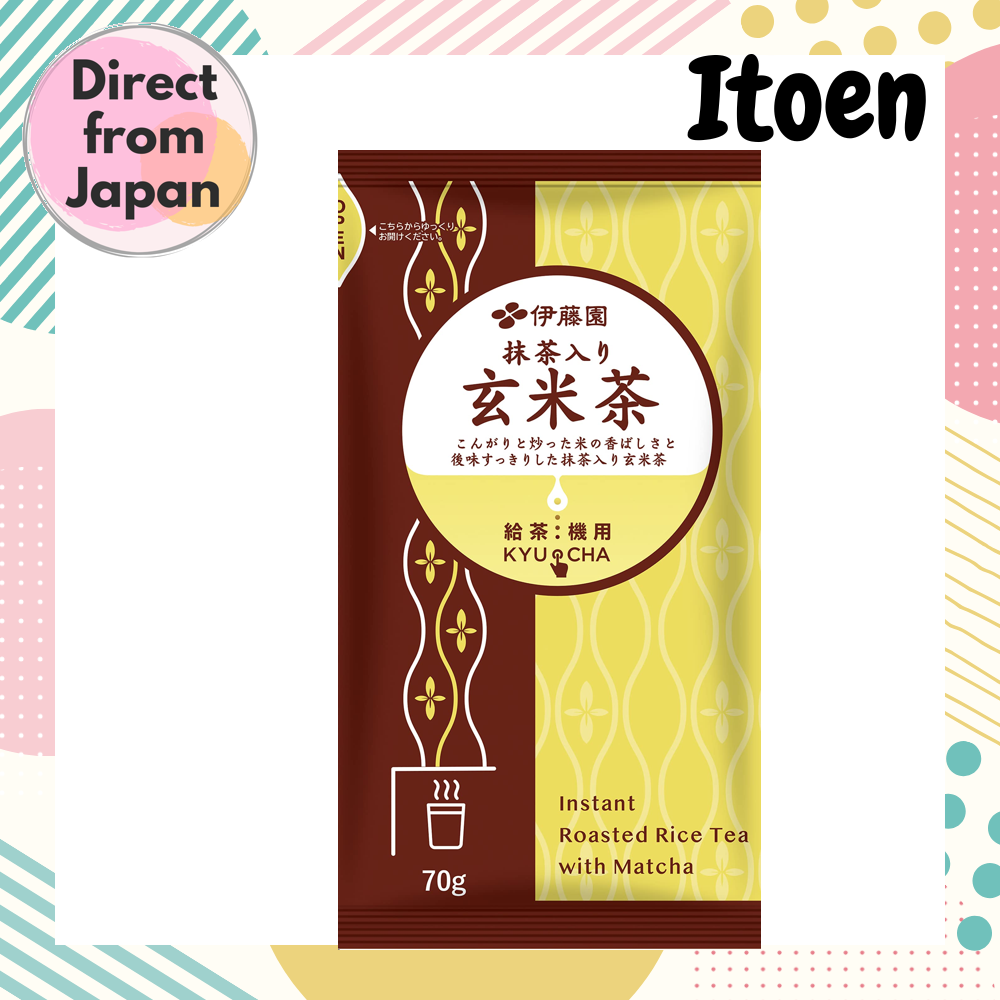 Direct
from
Japan
Itoen
OPEN
こちらからゆっくり
お開けください。
伊藤園
抹茶入り
玄米茶
こんがりと炒った米の香ばしさと
後味すっきりした抹茶入り玄米茶
給茶機用
KYU CHA
Instant
Roasted Rice Tea
with Matcha
70g